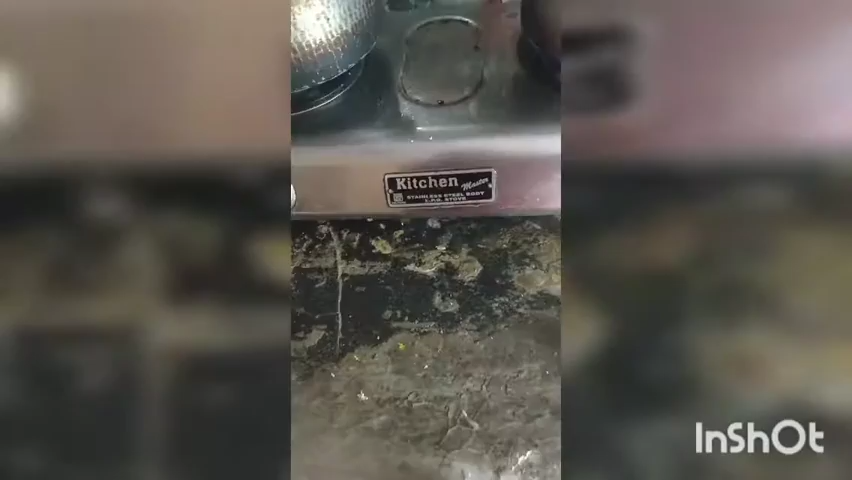 Kitchen Master
STAINLESS STEEL BODY
L.P.G. STOVE
InShOt